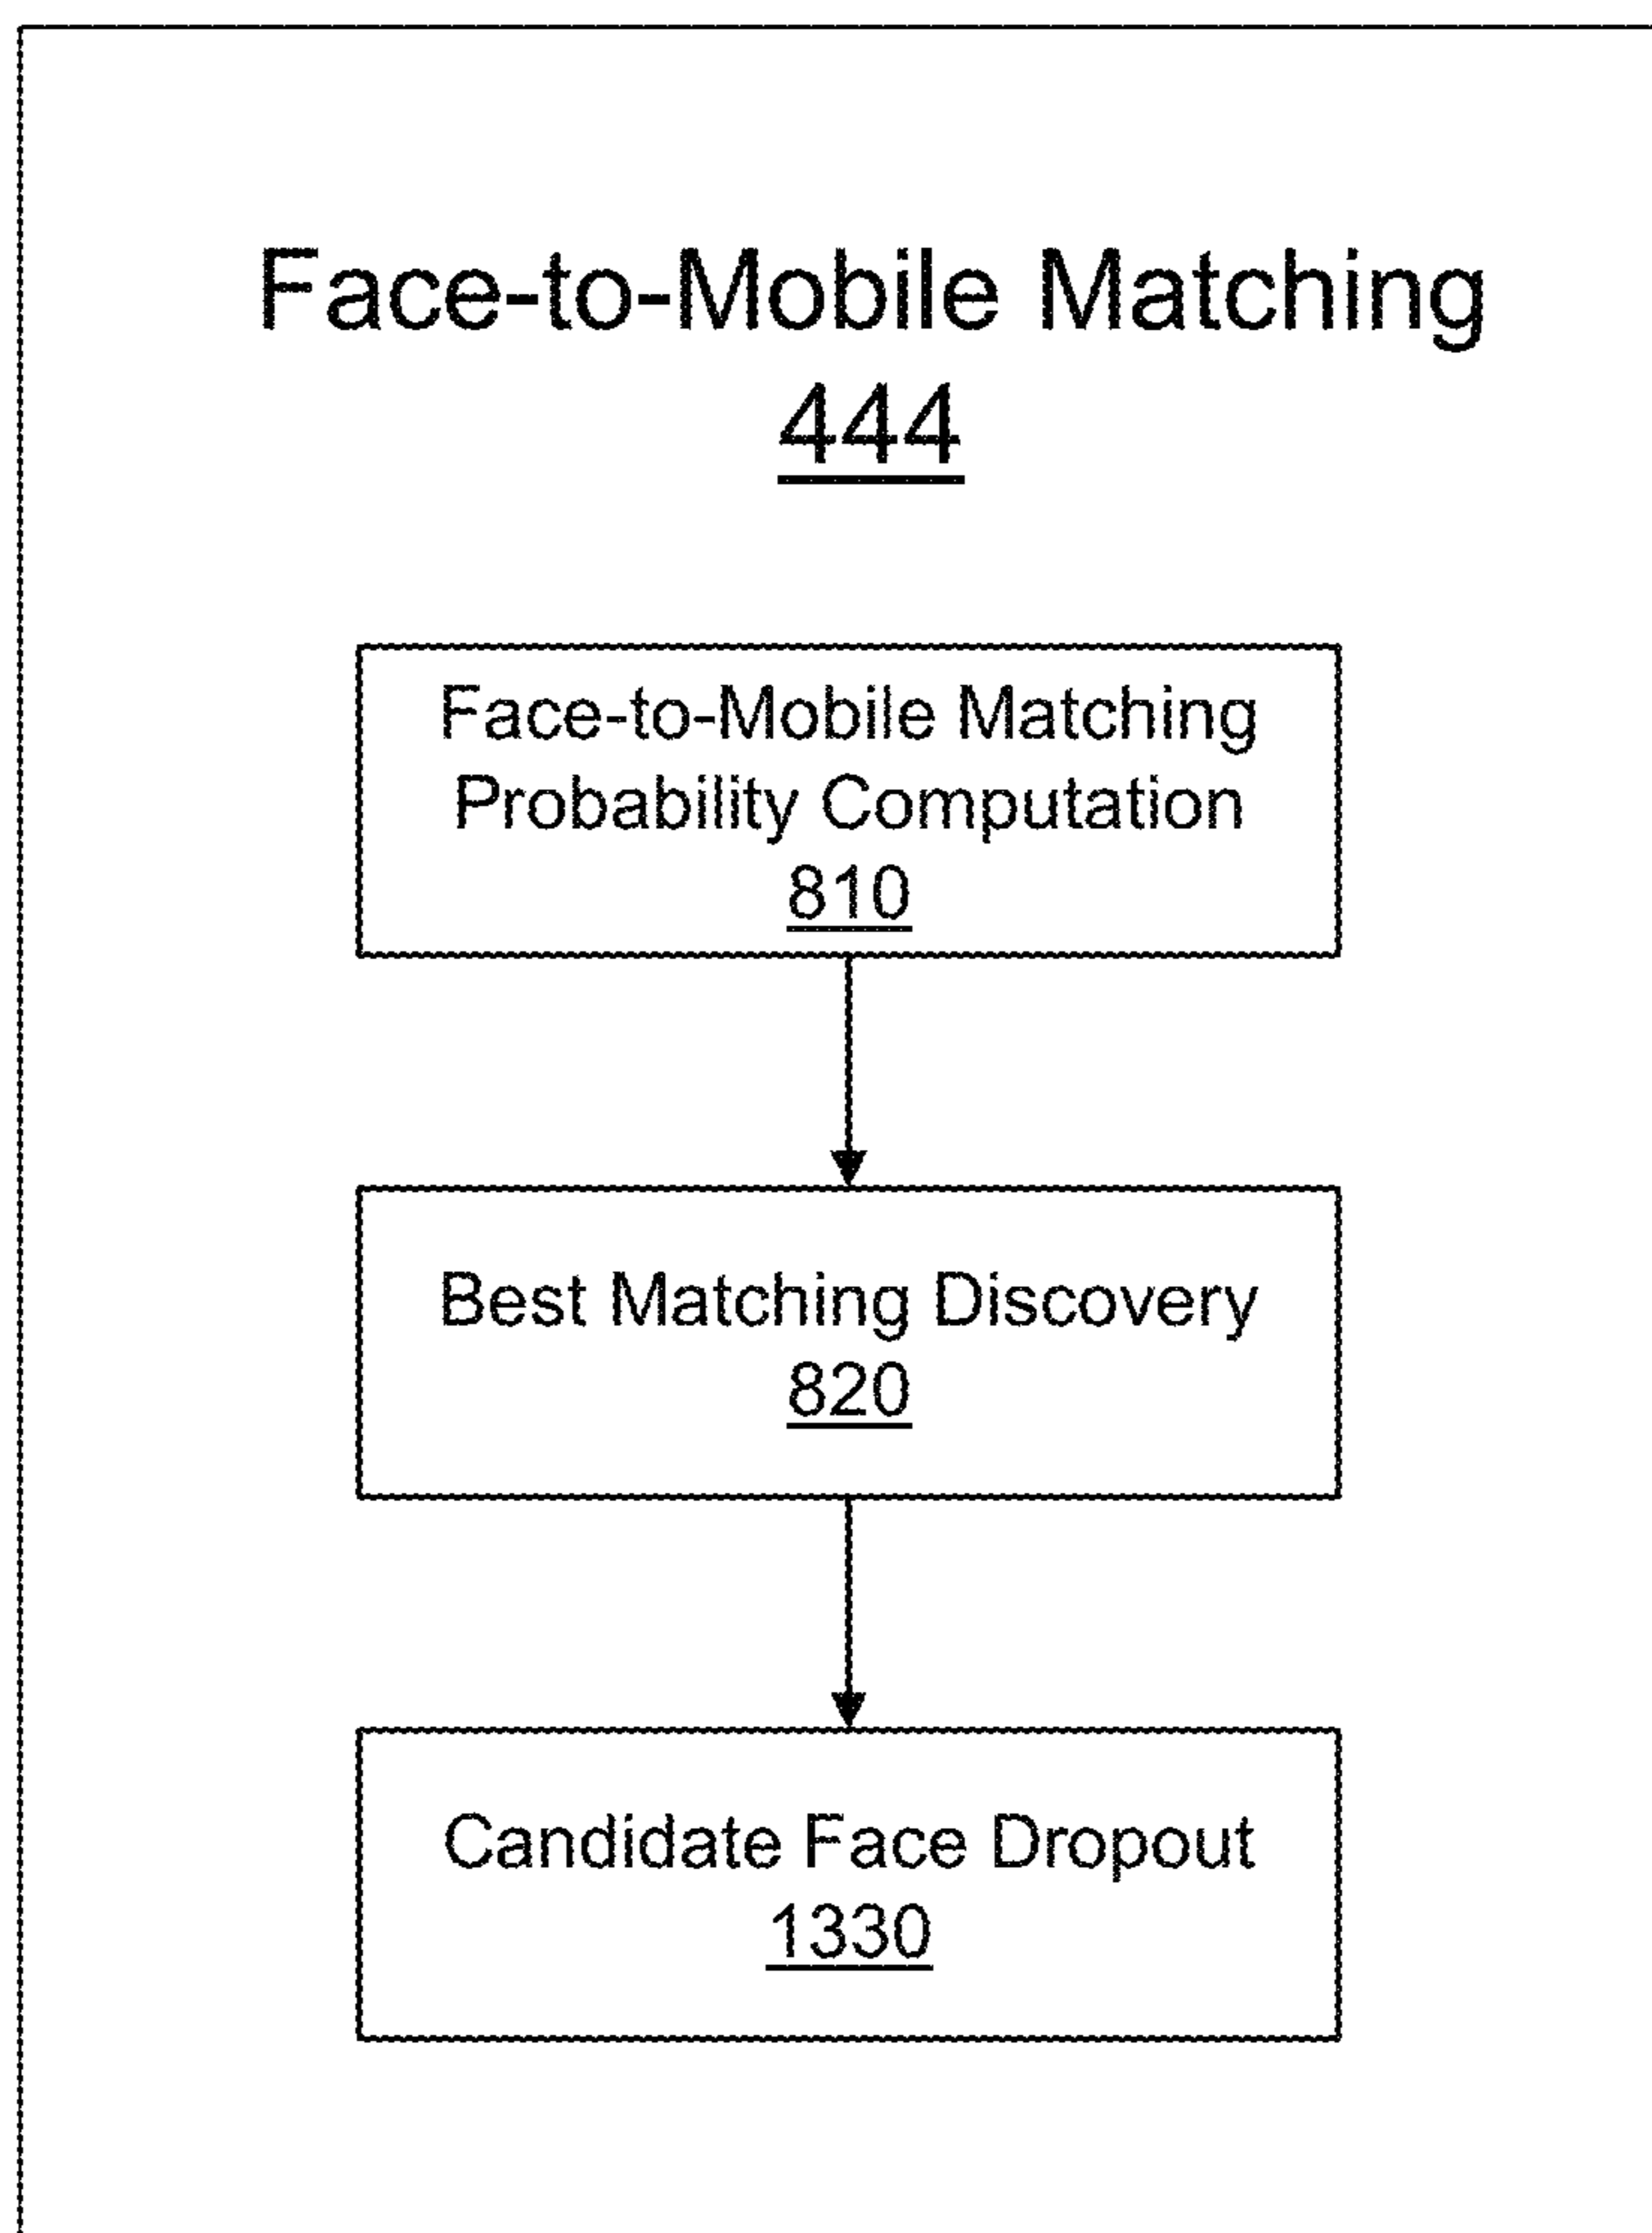 Face-to-Mobile Matching
444
Face-to-Mobile Matching
Probability Computation
810
Best Matching Discovery
820
Candidate Face Dropout
1330